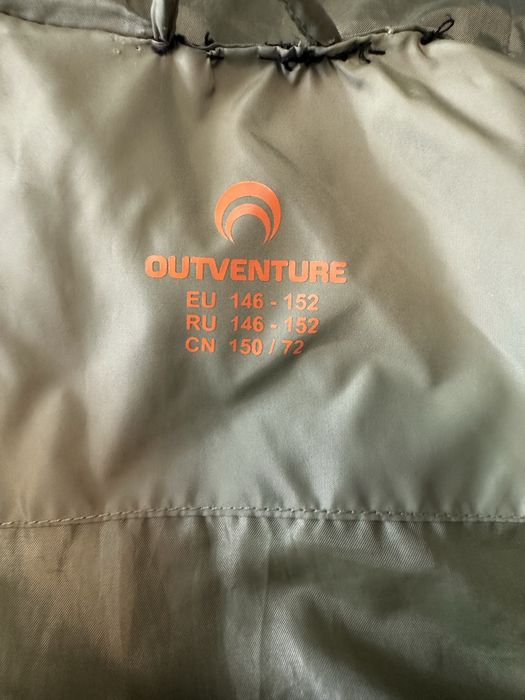 OUTVENTURE
EU 146 - 152
RU 146 - 152
CN 150 / 72